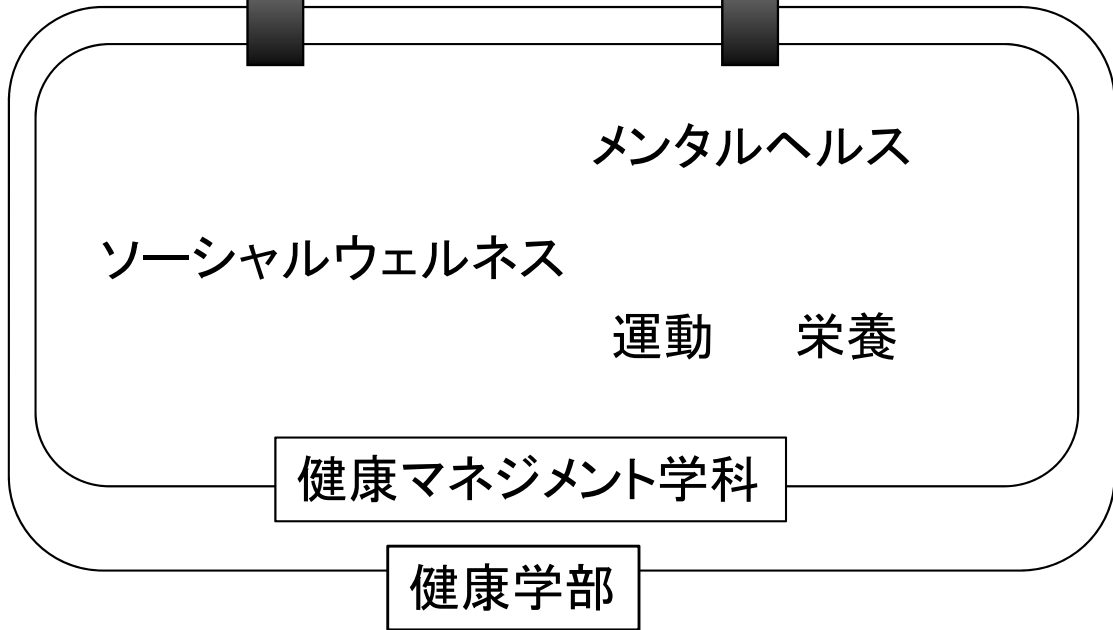 メンタルヘルス
ソーシャルウェルネス
運動　　栄養
健康マネジメント学科
健康学部